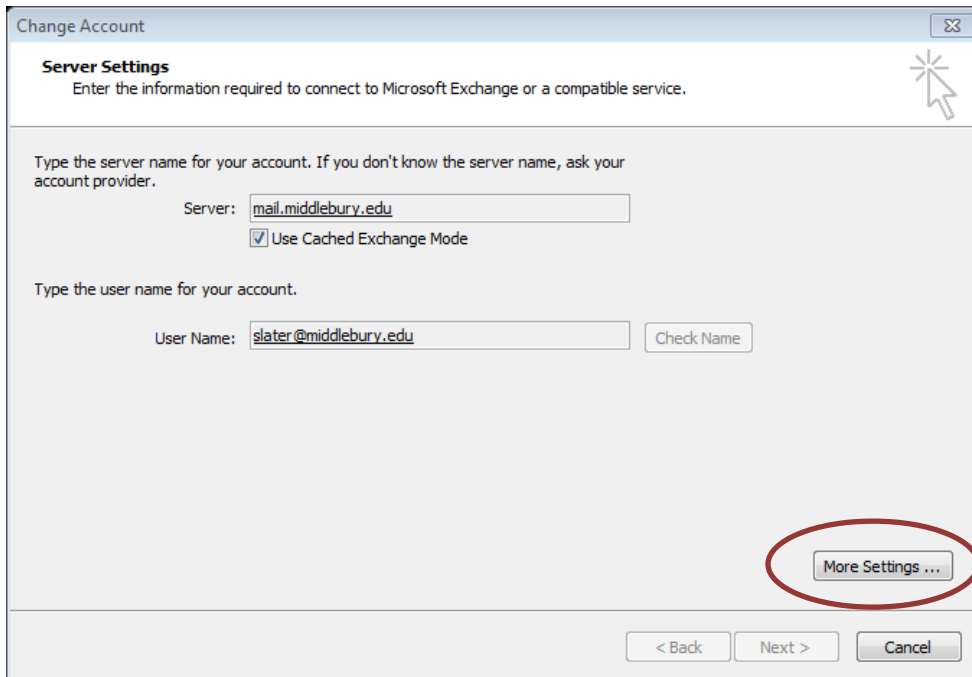 Change Account
Server Settings
Enter the information required to connect to Microsoft Exchange or a compatible service.
Type the server name for your account. If you don't know the server name, ask your
account provider.
Server: mail.middlebury.edu
Use Cached Exchange Mode
Type the user name for your account.
User Name: slater@middlebury.edu Check Name
More Settings ...
< Back Next > Cancel